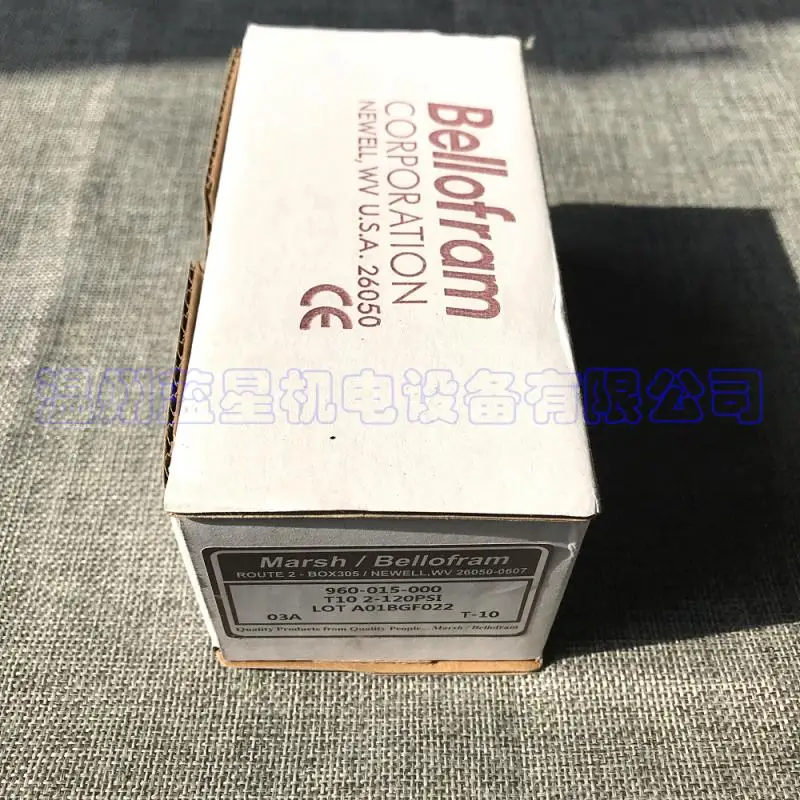 Bellofram
CORPORATION
NEWELL, WV U.S.A. 26050
CE
温州蓝星机电设备有限公司
Marsh / Bellofram
ROUTE 2 - BOX305 / NEWELL,WV 26050-0607
960-015-000
T10 2-120PSI
LOT A01BGF022
03A T-10
Quality Products from Quality People...Marsh / Bellofram